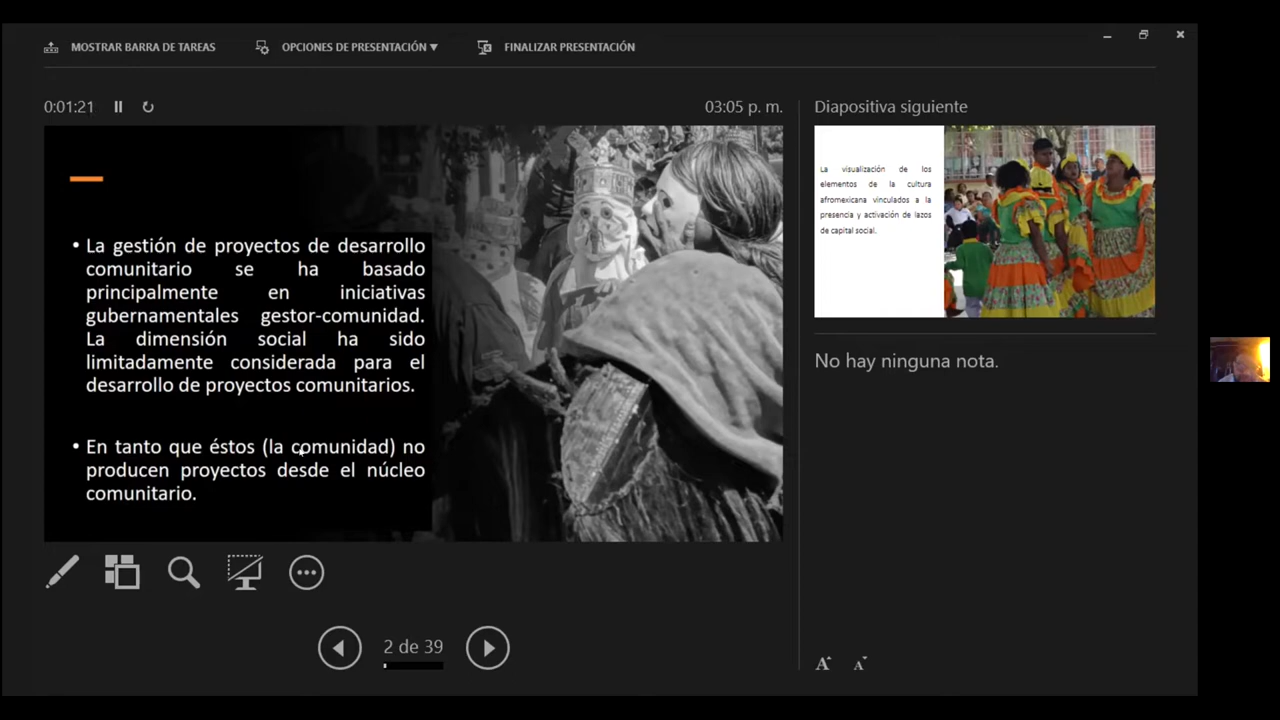 MOSTRAR BARRA DE TAREAS
OPCIONES DE PRESENTACIÓN ▼
FINALIZAR PRESENTACIÓN
0:01:21
03:05 p. m.
• La gestión de proyectos de desarrollo
comunitario se ha basado
principalmente en iniciativas
gubernamentales gestor-comunidad.
La dimensión social ha sido
limitadamente considerada para el
desarrollo de proyectos comunitarios.
• En tanto que éstos (la comunidad) no
producen proyectos desde el núcleo
comunitario.
2 de 39
Diapositiva siguiente
La visualización de los
elementos de la cultura
afromexicana vinculados a la
presencia y activación de lazos
de capital social.
No hay ninguna nota.
A A